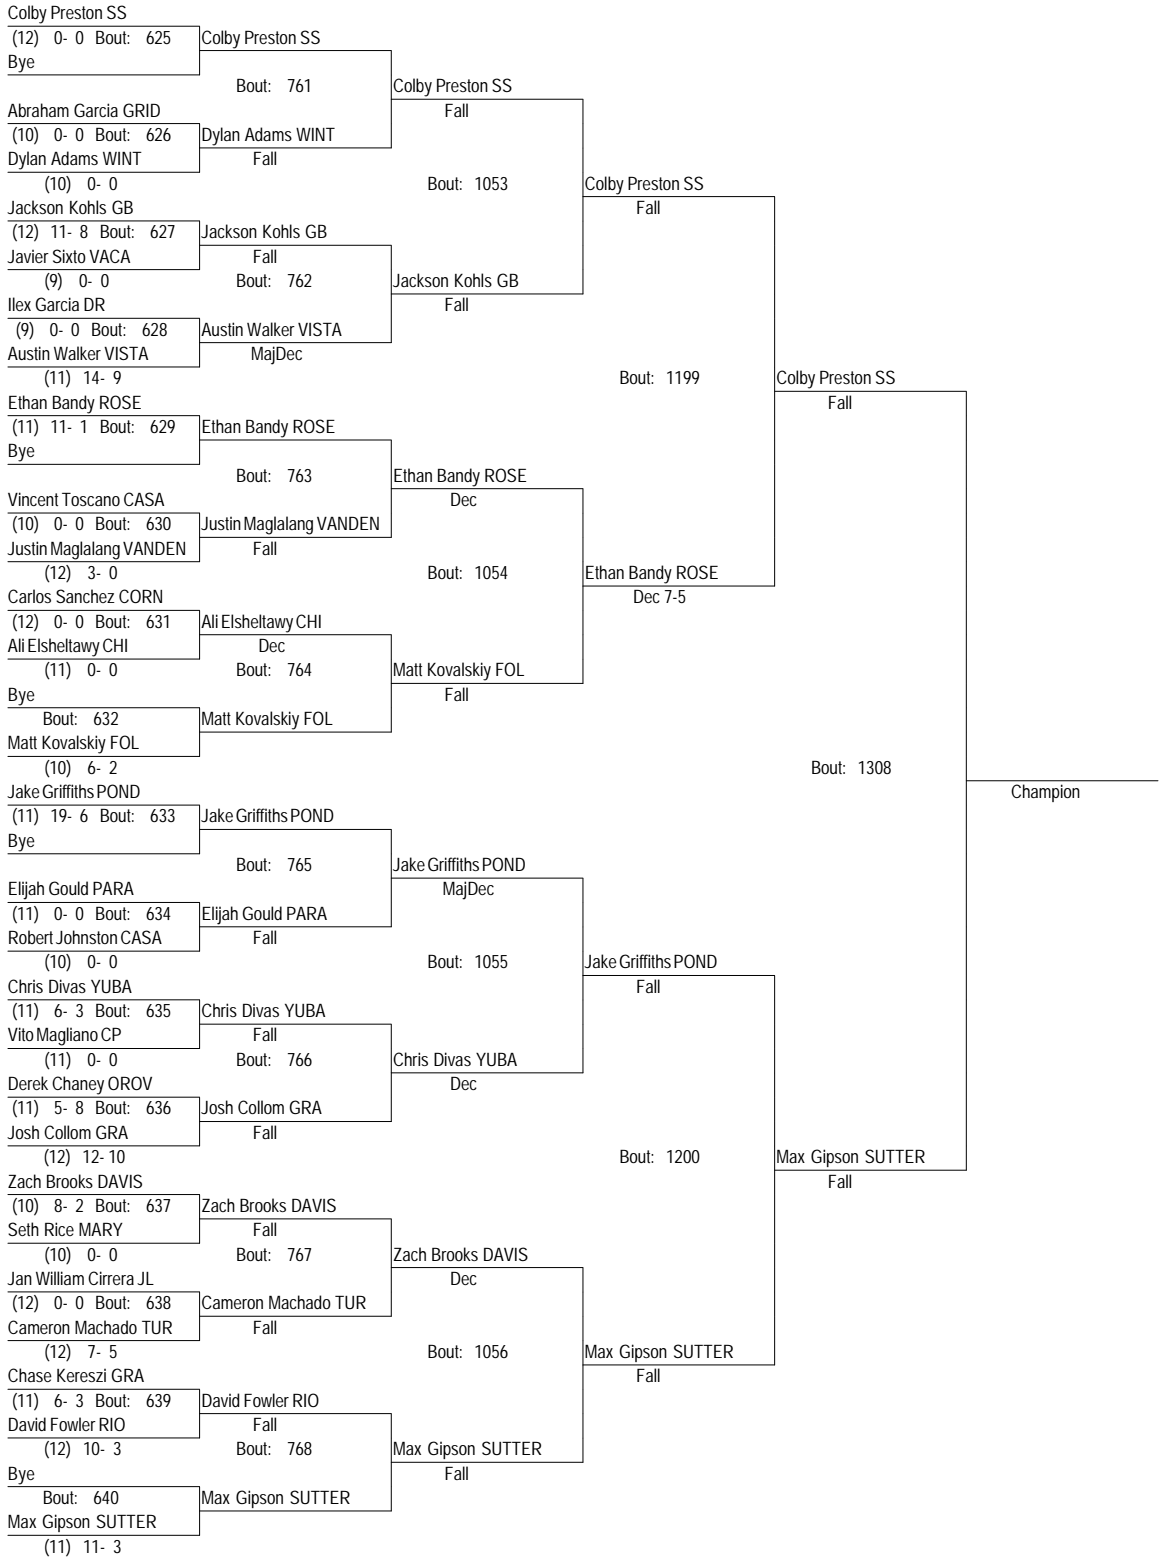 Colby Preston SS
(12) 0- 0 Bout: 625 Colby Preston SS
Bye
Bout: 761 Colby Preston SS
Abraham Garcia GRID Fall
(10) 0- 0 Bout: 626 Dylan Adams WINT
Dylan Adams WINT Fall
(10) 0- 0 Bout: 1053 Colby Preston SS
Jackson Kohls GB Fall
(12) 11- 8 Bout: 627 Jackson Kohls GB
Javier Sixto VACA Fall
(9) 0- 0 Bout: 762 Jackson Kohls GB
Ilex Garcia DR Fall
(9) 0- 0 Bout: 628 Austin Walker VISTA
Austin Walker VISTA MajDec
(11) 14- 9 Bout: 1199 Colby Preston SS
Ethan Bandy ROSE Fall
(11) 11- 1 Bout: 629 Ethan Bandy ROSE
Bye
Bout: 763 Ethan Bandy ROSE
Vincent Toscano CASA Dec
(10) 0- 0 Bout: 630 Justin Maglalang VANDEN
Justin Maglalang VANDEN Fall
(12) 3- 0 Bout: 1054 Ethan Bandy ROSE
Carlos Sanchez CORN Dec 7-5
(12) 0- 0 Bout: 631 Ali Elsheltawy CHI
Ali Elsheltawy CHI Dec
(11) 0- 0 Bout: 764 Matt Kovalskiy FOL
Bye Fall
Bout: 632 Matt Kovalskiy FOL
Matt Kovalskiy FOL
(10) 6- 2 Bout: 1308
Jake Griffiths POND Champion
(11) 19- 6 Bout: 633 Jake Griffiths POND
Bye
Bout: 765 Jake Griffiths POND
Elijah Gould PARA MajDec
(11) 0- 0 Bout: 634 Elijah Gould PARA
Robert Johnston CASA Fall
(10) 0- 0 Bout: 1055 Jake Griffiths POND
Chris Divas YUBA Fall
(11) 6- 3 Bout: 635 Chris Divas YUBA
Vito Magliano CP Fall
(11) 0- 0 Bout: 766 Chris Divas YUBA
Derek Chaney OROV Dec
(11) 5- 8 Bout: 636 Josh Collom GRA
Josh Collom GRA Fall
(12) 12- 10 Bout: 1200 Max Gipson SUTTER
Zach Brooks DAVIS Fall
(10) 8- 2 Bout: 637 Zach Brooks DAVIS
Seth Rice MARY Fall
(10) 0- 0 Bout: 767 Zach Brooks DAVIS
Jan William Cirrera JL Dec
(12) 0- 0 Bout: 638 Cameron Machado TUR
Cameron Machado TUR Fall
(12) 7- 5 Bout: 1056 Max Gipson SUTTER
Chase Kereszi GRA Fall
(11) 6- 3 Bout: 639 David Fowler RIO
David Fowler RIO Fall
(12) 10- 3 Bout: 768 Max Gipson SUTTER
Bye Fall
Bout: 640 Max Gipson SUTTER
Max Gipson SUTTER
(11) 11- 3